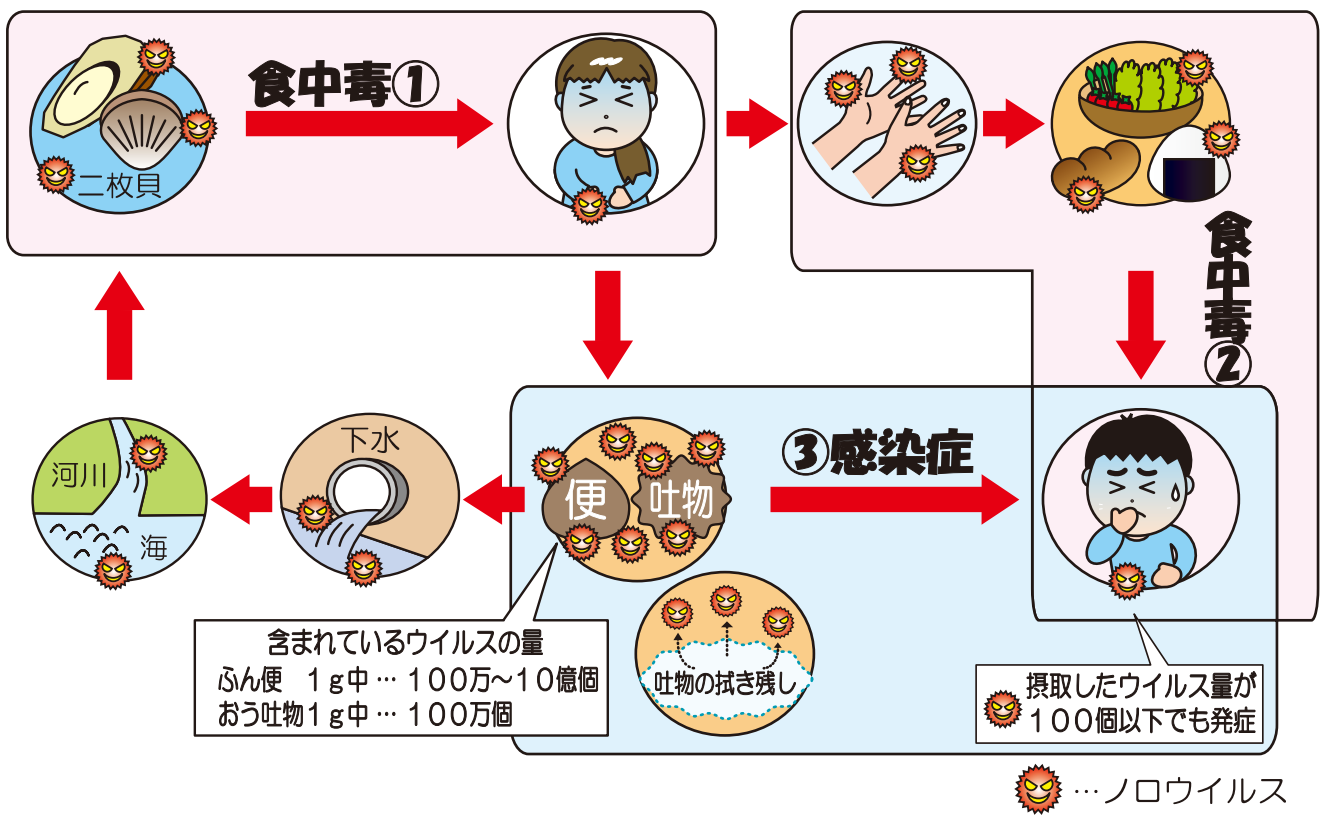 食中毒①
二枚貝
食中毒②
河川
海
下水
便
吐物
③感染症
含まれているウイルスの量
ふん便　１ｇ中 … １００万～１０億個
おう吐物１ｇ中 … １００万個
吐物の拭き残し
摂取したウイルス量が
１００個以下でも発症
…ノロウイルス